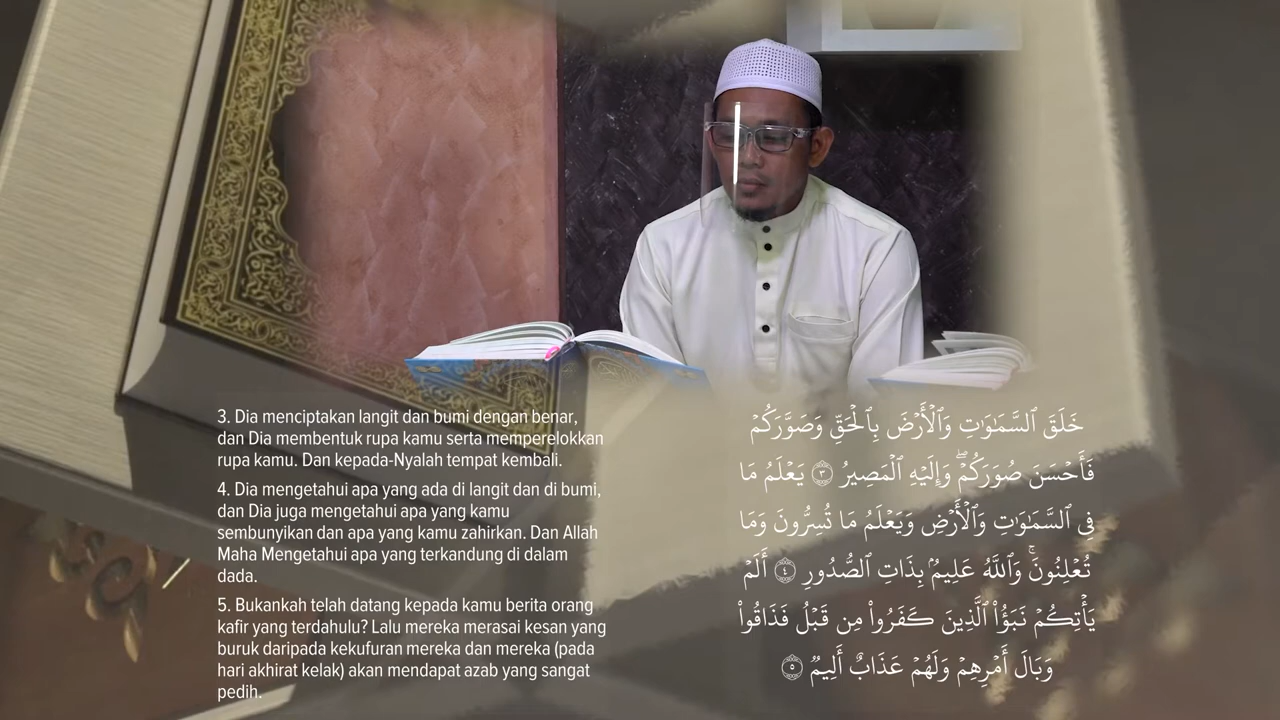 3. Dia menciptakan langit dan bumi dengan benar,
dan Dia membentuk rupa kamu serta memperelokkan
rupa kamu. Dan kepada-Nyalah tempat kembali.
4. Dia mengetahui apa yang ada di langit dan di bumi,
dan Dia juga mengetahui apa yang kamu
sembunyikan dan apa yang kamu zahirkan. Dan Allah
Maha Mengetahui apa yang terkandung di dalam
dada.
5. Bukankah telah datang kepada kamu berita orang
kafir yang terdahulu? Lalu mereka merasai kesan yang
buruk daripada kekufuran mereka dan mereka (pada
hari akhirat kelak) akan mendapat azab yang sangat
pedih.
خَلَقَ ٱلسَّمَـٰوَٰتِ وَٱلْأَرْضَ بِٱلْحَقِّ وَصَوَّرَكُمْ
فَأَحْسَنَ صُوَرَكُمْ ۖ وَإِلَيْهِ ٱلْمَصِيرُ ٣ يَعْلَمُ مَا
فِى ٱلسَّمَـٰوَٰتِ وَٱلْأَرْضِ وَيَعْلَمُ مَا تُسِرُّونَ وَمَا
تُعْلِنُونَ ۚ وَٱللَّهُ عَلِيمٌۢ بِذَاتِ ٱلصُّدُورِ ٤ أَلَمْ
يَأْتِكُمْ نَبَؤُا۟ ٱلَّذِينَ كَفَرُوا۟ مِن قَبْلُ فَذَاقُوا۟
وَبَالَ أَمْرِهِمْ وَلَهُمْ عَذَابٌ أَلِيمٌ ٥